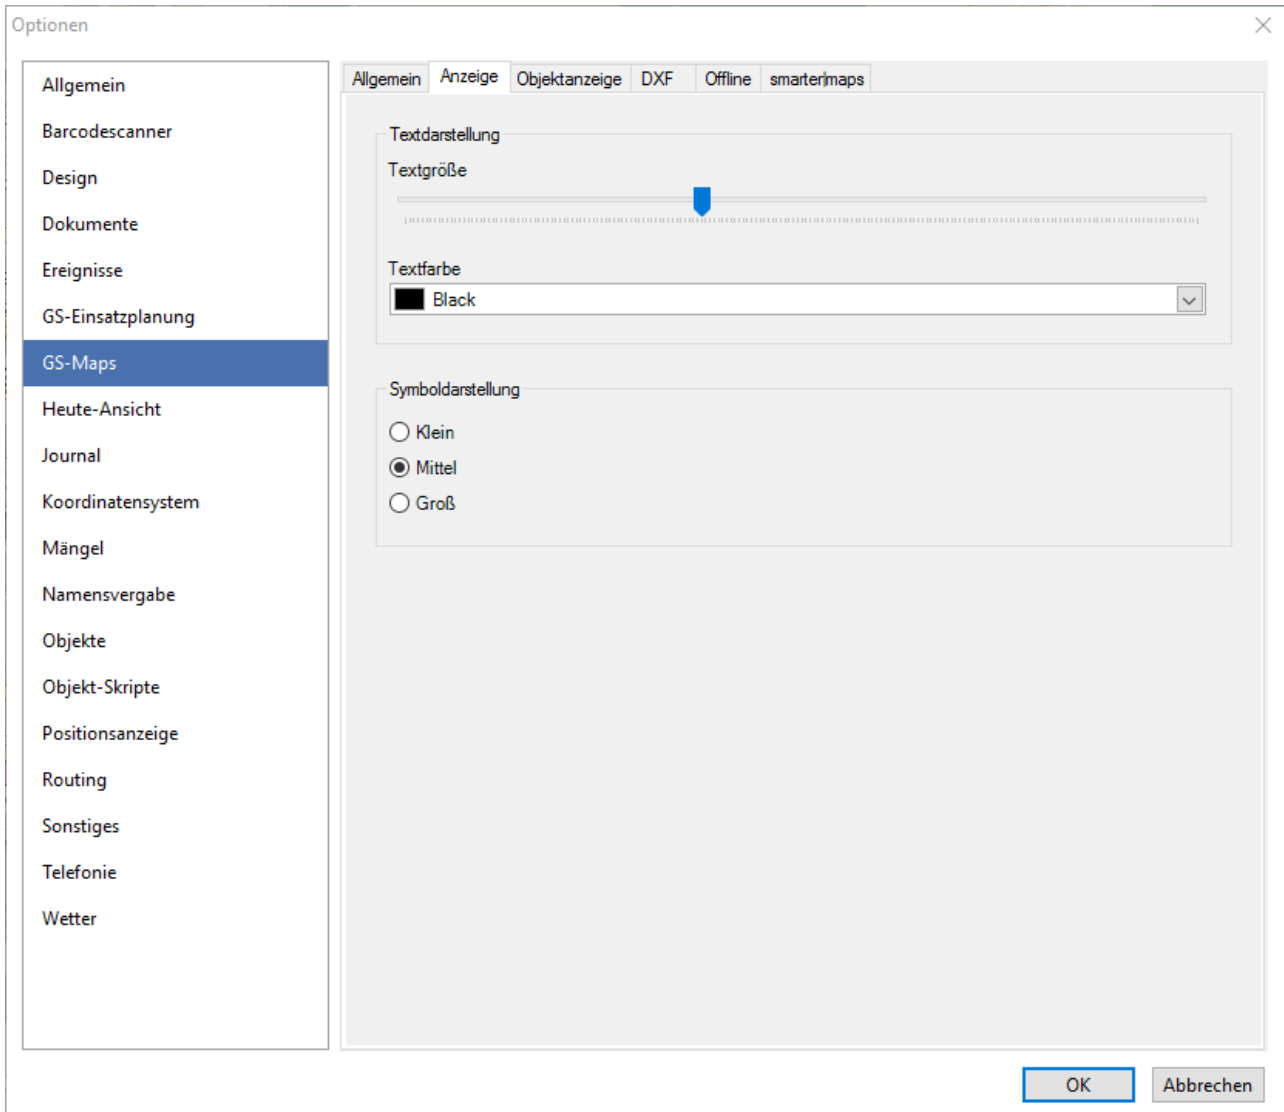 Optionen
Allgemein
Barcodescanner
Design
Dokumente
Ereignisse
GS-Einsatzplanung
GS-Maps
Heute-Ansicht
Journal
Koordinatensystem
Mängel
Namensvergabe
Objekte
Objekt-Skripte
Positionsanzeige
Routing
Sonstiges
Telefonie
Wetter
Allgemein Anzeige Objektanzeige DXF Offline smarter|maps
Textdarstellung
Textgröße
Textfarbe
Black
Symboldarstellung
Klein
Mittel
Groß
OK Abbrechen